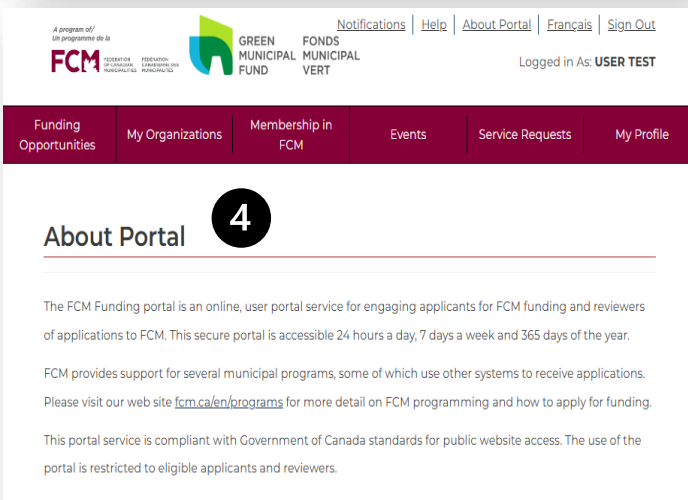 Notifications | Help | About Portal | Français | Sign Out
A program of/
Un programme de la
FCM FEDERATION OF CANADIAN MUNICIPALITIES FÉDÉRATION CANADIENNE DES MUNICIPALITÉS
GREEN MUNICIPAL FUND FONDS MUNICIPAL VERT
Logged in As: USER TEST
Funding Opportunities
My Organizations
Membership in FCM
Events
Service Requests
My Profile
About Portal
4
The FCM Funding portal is an online, user portal service for engaging applicants for FCM funding and reviewers
of applications to FCM. This secure portal is accessible 24 hours a day, 7 days a week and 365 days of the year.
FCM provides support for several municipal programs, some of which use other systems to receive applications.
Please visit our web site fcm.ca/en/programs for more detail on FCM programming and how to apply for funding.
This portal service is compliant with Government of Canada standards for public website access. The use of the
portal is restricted to eligible applicants and reviewers.